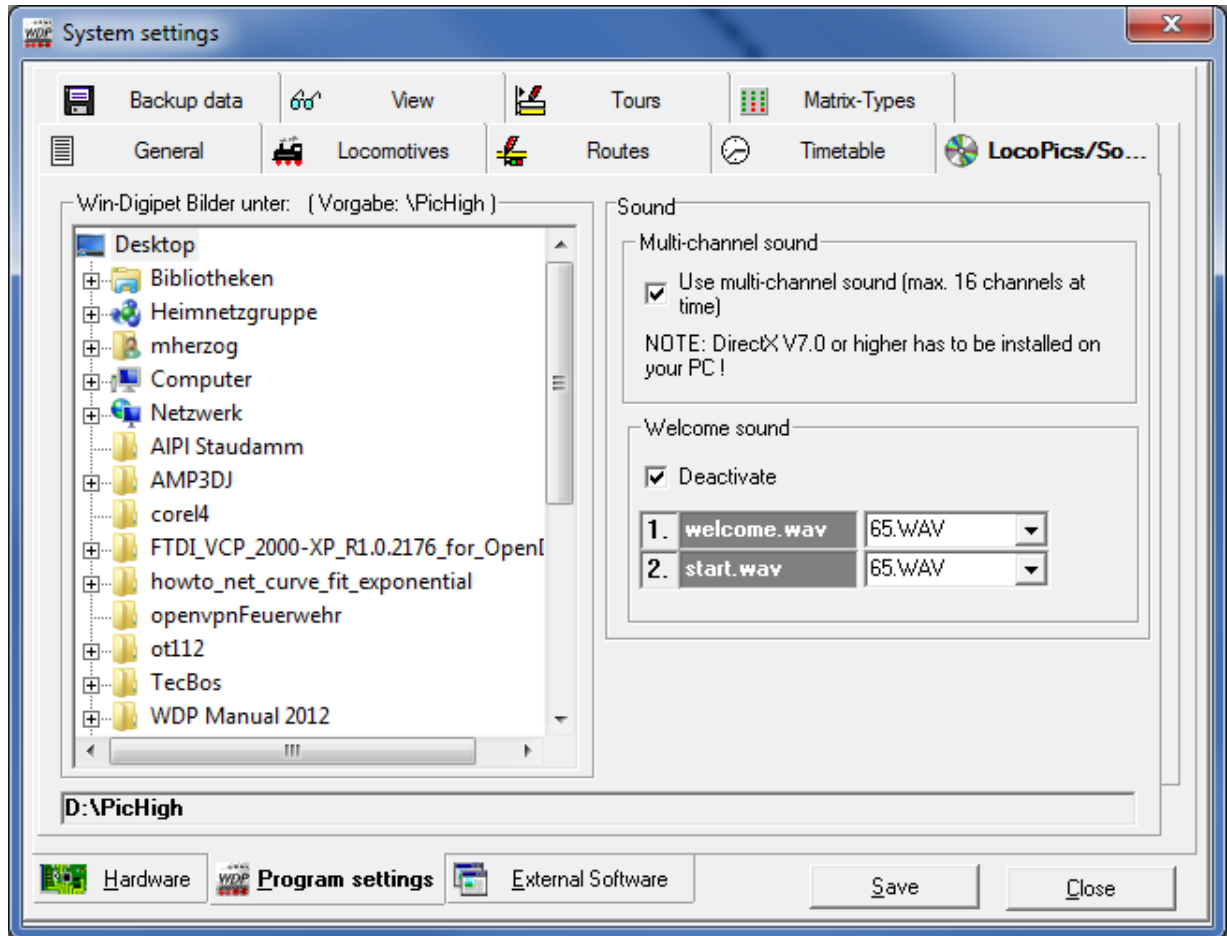 System settings
Backup data
View
Tours
Matrix-Types
General
Locomotives
Routes
Timetable
LocoPics/So...
Win-Digipet Bilder unter: ( Vorgabe: \PicHigh )
Desktop
Bibliotheken
Heimnetzgruppe
mherzog
Computer
Netzwerk
AIPI Staudamm
AMP3DJ
corel4
FTDI_VCP_2000-XP_R1.0.2176_for_Open
howto_net_curve_fit_exponential
openvpnFeuerwehr
ot112
TecBos
WDP Manual 2012
Sound
Multi-channel sound
Use multi-channel sound (max. 16 channels at
time)
NOTE: DirectX V7.0 or higher has to be installed on
your PC !
Welcome sound
Deactivate
1. welcome.wav 65.WAV
2. start.wav 65.WAV
D:\PicHigh
Hardware
WDP
Program settings
External Software
Save
Close